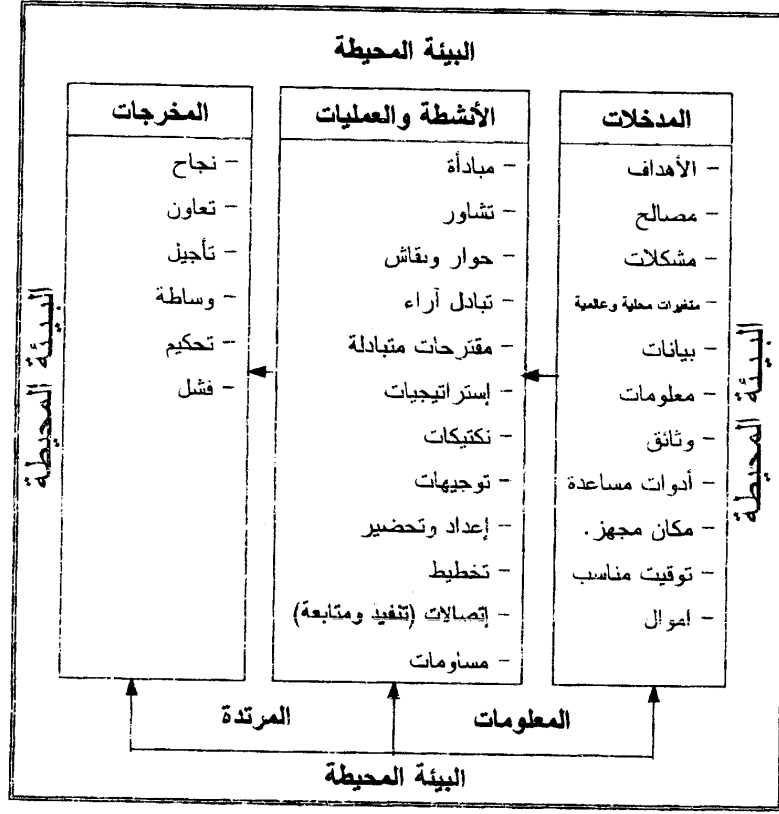 البيئة المحيطة
المدخلات
- الأهداف
- مصالح
- مشكلات
- متغيرات محلية وعالمية
- بيانات
- معلومات
- وثائق
- أدوات مساعدة
- مكان مجهز .
- توقيت مناسب
- اموال
الأنشطة والعمليات
- مبادأة
- تشاور
- حوار ونقاش
- تبادل آراء
- مقترحات متبادلة
- إستراتيجيات
- تكتيكات
- توجيهات
- إعداد وتحضير
- تخطيط
- إتصالات (تنفيذ ومتابعة)
- مساومات
المخرجات
- نجاح
- تعاون
- تأجيل
- وساطة
- تحكيم
- فشل
البيئة المحيطة
البيئة المحيطة
المعلومات
المرتدة
البيئة المحيطة